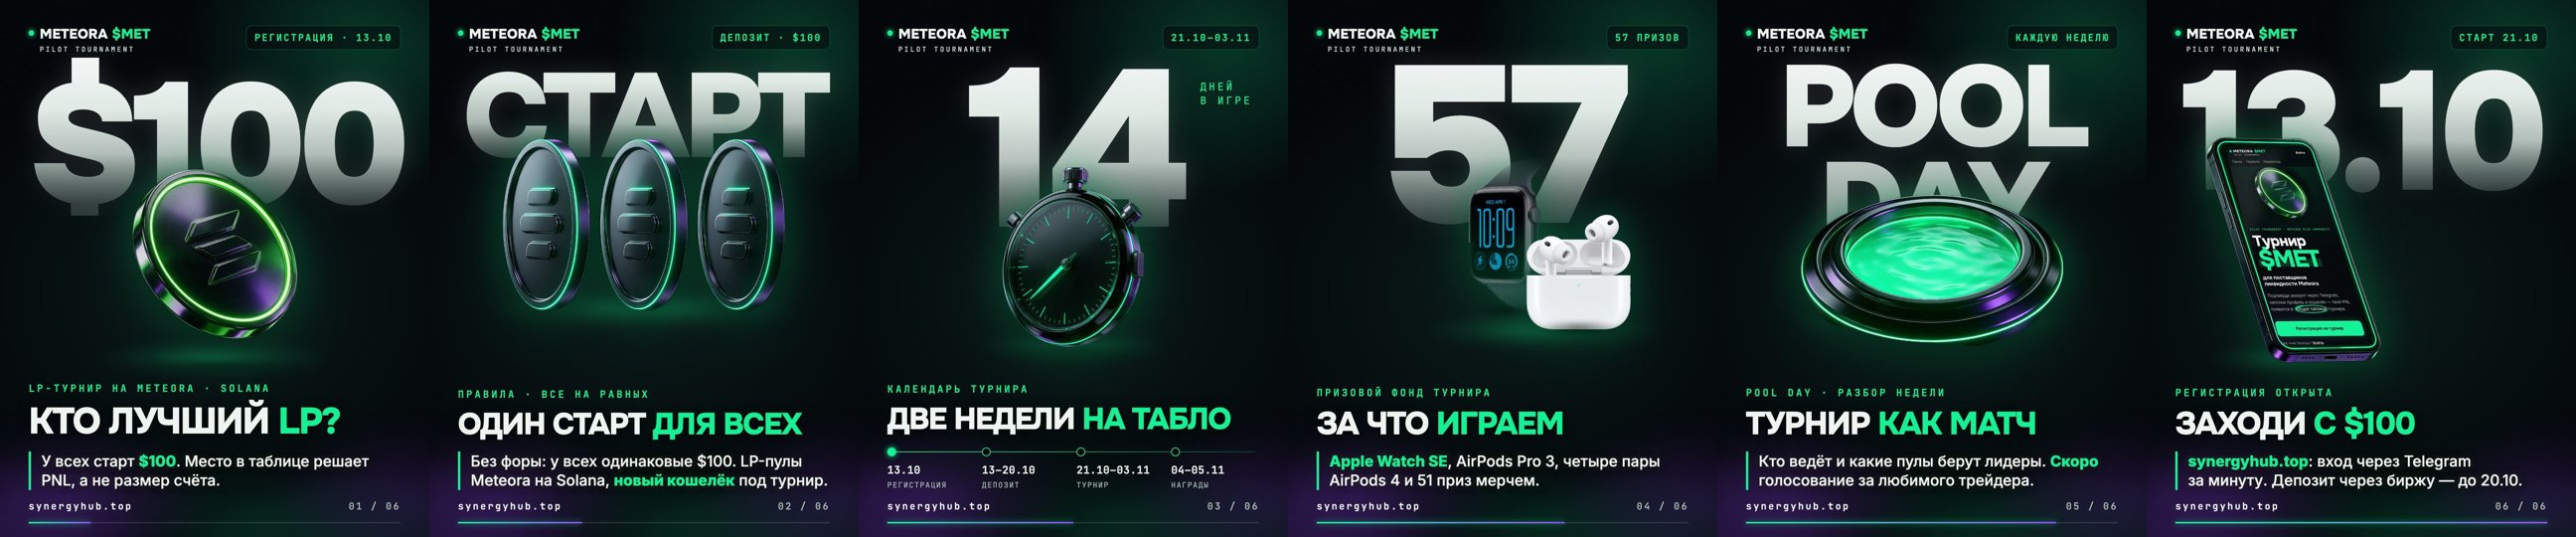 METEORA $MET
PILOT TOURNAMENT
РЕГИСТРАЦИЯ · 13.10
$100
LP-ТУРНИР НА METEORA · SOLANA
КТО ЛУЧШИЙ LP?
У всех старт $100. Место в таблице решает
PNL, а не размер счёта.
synergyhub.top
01 / 06
METEORA $MET
PILOT TOURNAMENT
ДЕПОЗИТ · $100
СТАРТ
ПРАВИЛА · ВСЕ НА РАВНЫХ
ОДИН СТАРТ ДЛЯ ВСЕХ
Без форы: у всех одинаковые $100. LP-пулы
Meteora на Solana, новый кошелёк под турнир.
synergyhub.top
02 / 06
METEORA $MET
PILOT TOURNAMENT
21.10–03.11
14
ДНЕЙ
В ИГРЕ
КАЛЕНДАРЬ ТУРНИРА
ДВЕ НЕДЕЛИ НА ТАБЛО
13.10
13–20.10
21.10–03.11
04–05.11
РЕГИСТРАЦИЯ
ДЕПОЗИТ
ТУРНИР
НАГРАДЫ
synergyhub.top
03 / 06
METEORA $MET
PILOT TOURNAMENT
57 ПРИЗОВ
57
10:09
ПРИЗОВОЙ ФОНД ТУРНИРА
ЗА ЧТО ИГРАЕМ
Apple Watch SE, AirPods Pro 3, четыре пары
AirPods 4 и 51 приз мерчем.
synergyhub.top
04 / 06
METEORA $MET
PILOT TOURNAMENT
КАЖДУЮ НЕДЕЛЮ
POOL
DAY
POOL DAY · РАЗБОР НЕДЕЛИ
ТУРНИР КАК МАТЧ
Кто ведёт и какие пулы берут лидеры. Скоро
голосование за любимого трейдера.
synergyhub.top
05 / 06
METEORA $MET
PILOT TOURNAMENT
СТАРТ 21.10
13.10
METEORA $MET
Турнир
$MET
для поставщиков
ликвидности Meteora
Регистрация на турнир
РЕГИСТРАЦИЯ ОТКРЫТА
ЗАХОДИ С $100
synergyhub.top: вход через Telegram
за минуту. Депозит через биржу — до 20.10.
synergyhub.top
06 / 06